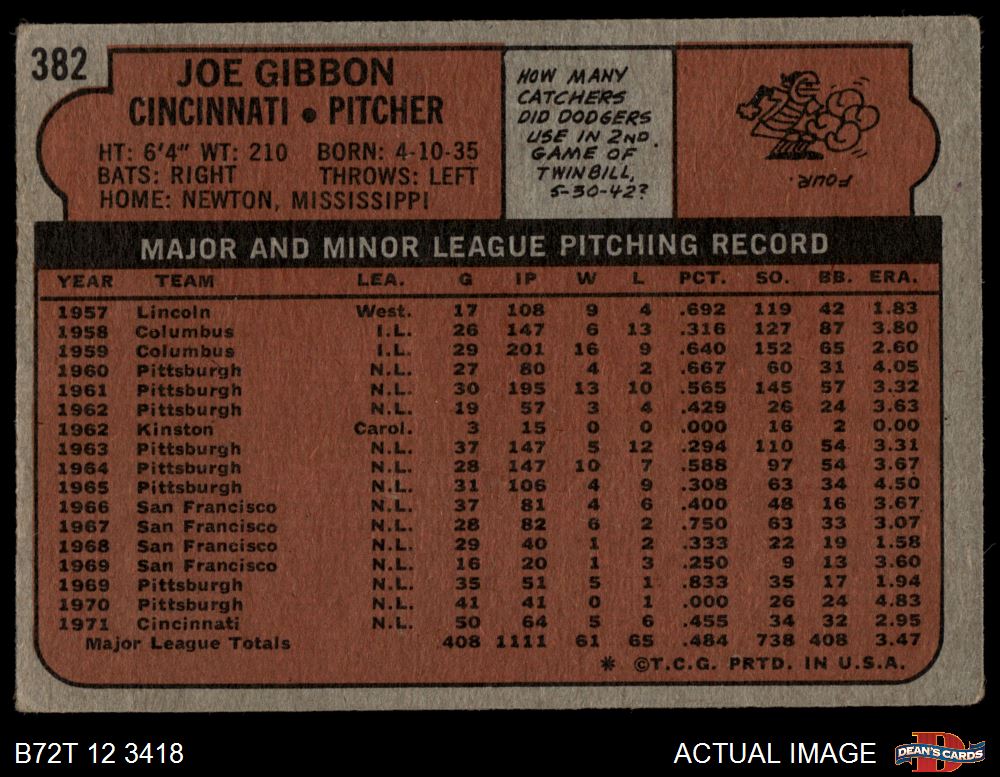 382
JOE GIBBON
CINCINNATI • PITCHER
HT: 6'4" WT: 210 BORN: 4-10-35
BATS: RIGHT THROWS: LEFT
HOME: NEWTON, MISSISSIPPI
HOW MANY
CATCHERS
DID DODGERS
USE IN 2ND.
GAME OF
TWINBILL,
5-30-42?
FOUR.
MAJOR AND MINOR LEAGUE PITCHING RECORD
YEAR TEAM LEA. G IP W L PCT. SO. BB. ERA.
1957 Lincoln West. 17 108 9 4 .692 119 42 1.83
1958 Columbus I.L. 26 147 6 13 .316 127 87 3.80
1959 Columbus I.L. 29 201 16 9 .640 152 65 2.60
1960 Pittsburgh N.L. 27 80 4 2 .667 60 31 4.05
1961 Pittsburgh N.L. 30 195 13 10 .565 145 57 3.32
1962 Pittsburgh N.L. 19 57 3 4 .429 26 24 3.63
1962 Kinston Carol. 3 15 0 0 .000 16 2 0.00
1963 Pittsburgh N.L. 37 147 5 12 .294 110 54 3.31
1964 Pittsburgh N.L. 28 147 10 7 .588 97 54 3.67
1965 Pittsburgh N.L. 31 106 4 9 .308 63 34 4.50
1966 San Francisco N.L. 37 81 4 6 .400 48 16 3.67
1967 San Francisco N.L. 28 82 6 2 .750 63 33 3.07
1968 San Francisco N.L. 29 40 1 2 .333 22 19 1.58
1969 San Francisco N.L. 16 20 1 3 .250 9 13 3.60
1969 Pittsburgh N.L. 35 51 5 1 .833 35 17 1.94
1970 Pittsburgh N.L. 41 41 0 1 .000 26 24 4.83
1971 Cincinnati N.L. 50 64 5 6 .455 34 32 2.95
Major League Totals 408 1111 61 65 .484 738 408 3.47
* ©T.C.G. PRTD. IN U.S.A.
B72T 12 3418
ACTUAL IMAGE
DEAN'S CARDS